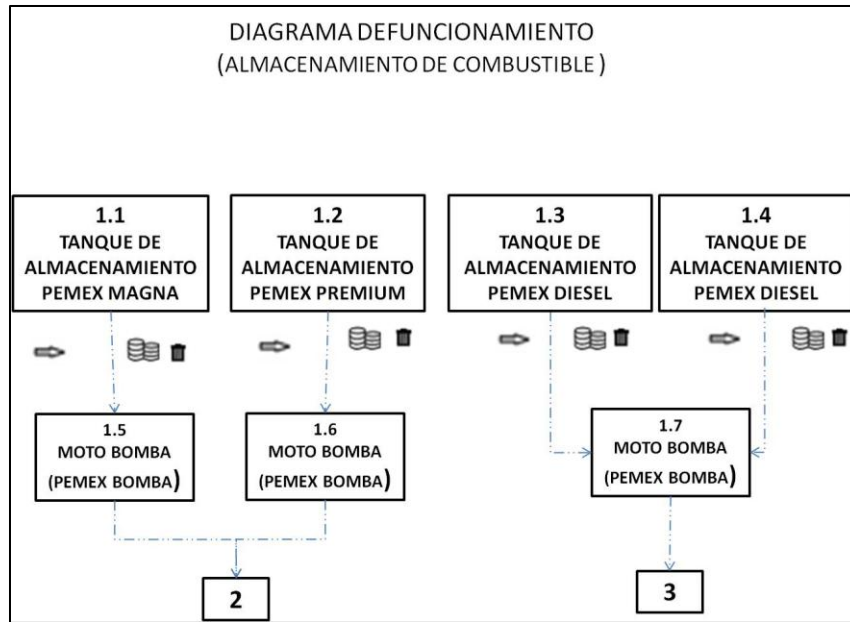 DIAGRAMA DEFUNCIONAMIENTO
(ALMACENAMIENTO DE COMBUSTIBLE )
1.1
TANQUE DE
ALMACENAMIENTO
PEMEX MAGNA
1.2
TANQUE DE
ALMACENAMIENTO
PEMEX PREMIUM
1.3
TANQUE DE
ALMACENAMIENTO
PEMEX DIESEL
1.4
TANQUE DE
ALMACENAMIENTO
PEMEX DIESEL
1.5
MOTO BOMBA
(PEMEX BOMBA)
1.6
MOTO BOMBA
(PEMEX BOMBA)
1.7
MOTO BOMBA
(PEMEX BOMBA)
2
3